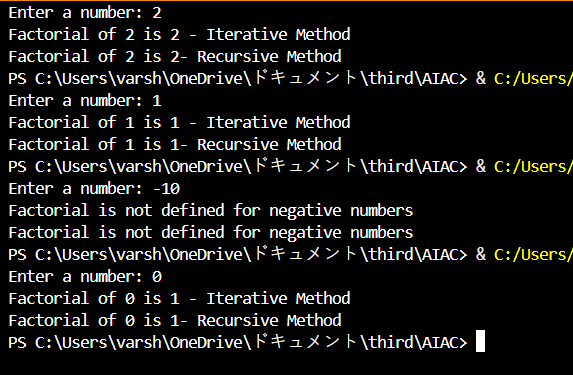 Enter a number: 2
Factorial of 2 is 2 - Iterative Method
Factorial of 2 is 2- Recursive Method
PS C:\Users\varsh\OneDrive\ドキュメント\third\AIAC> & C:/Users/
Enter a number: 1
Factorial of 1 is 1 - Iterative Method
Factorial of 1 is 1- Recursive Method
PS C:\Users\varsh\OneDrive\ドキュメント\third\AIAC> & C:/Users/
Enter a number: -10
Factorial is not defined for negative numbers
Factorial is not defined for negative numbers
PS C:\Users\varsh\OneDrive\ドキュメント\third\AIAC> & C:/Users/
Enter a number: 0
Factorial of 0 is 1 - Iterative Method
Factorial of 0 is 1- Recursive Method
PS C:\Users\varsh\OneDrive\ドキュメント\third\AIAC>